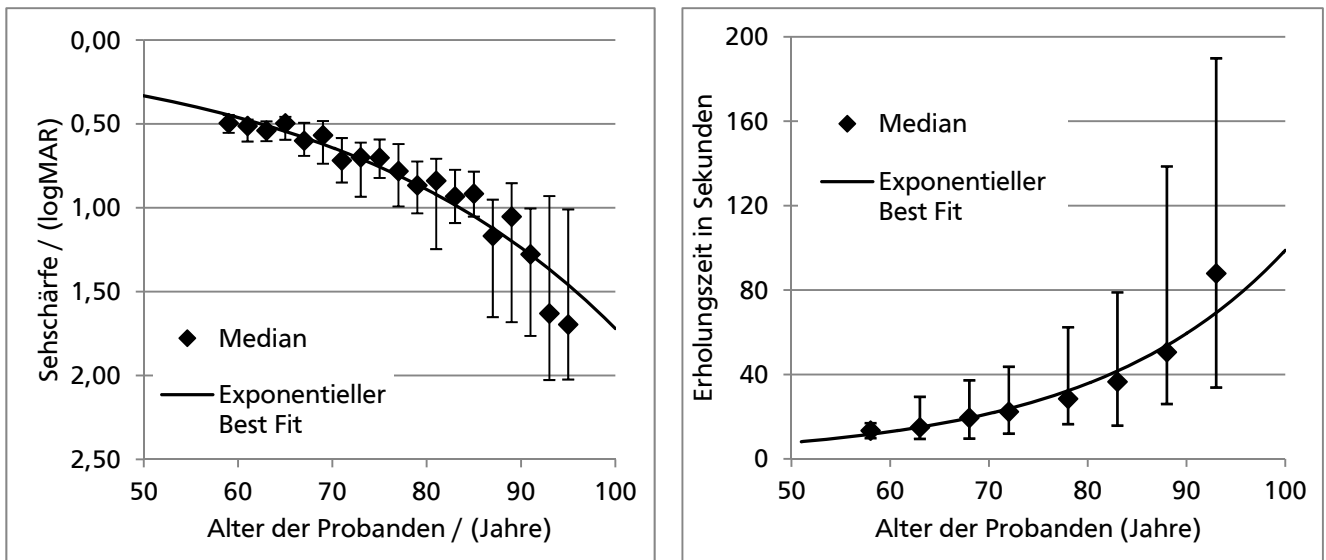 0,00
0,50
1,00
1,50
2,00
2,50
Sehschärfe / (logMAR)
Median
Exponentieller
Best Fit
50 60 70 80 90 100
Alter der Probanden / (Jahre)
200
160
120
80
40
0
Erholungszeit in Sekunden
Median
Exponentieller
Best Fit
50 60 70 80 90 100
Alter der Probanden (Jahre)